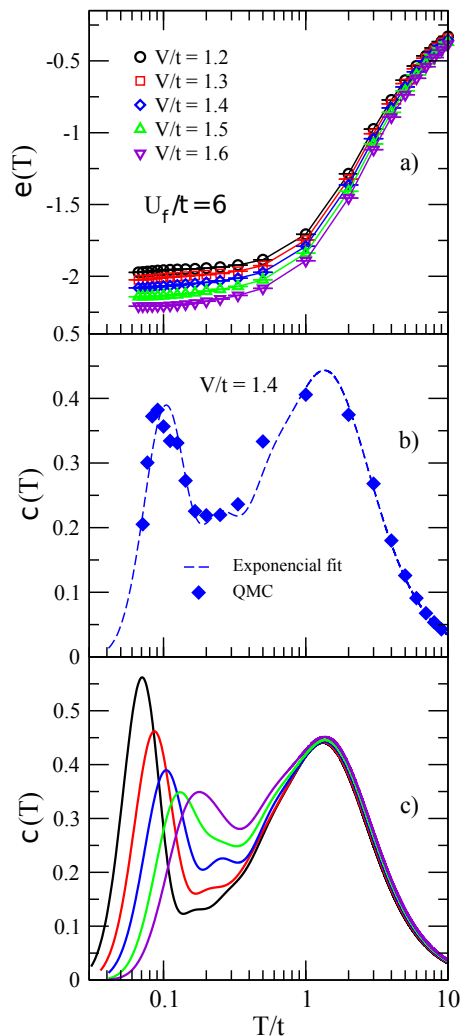 -0.5
-1
-1.5
-2
e(T)
V/t = 1.2
V/t = 1.3
V/t = 1.4
V/t = 1.5
V/t = 1.6
a)
U_f/t=6
0.5
0.4
0.3
0.2
0.1
0
c(T)
V/t = 1.4
b)
Exponencial fit
QMC
0.5
0.4
0.3
0.2
0.1
0
c(T)
c)
0.1
1
10
T/t